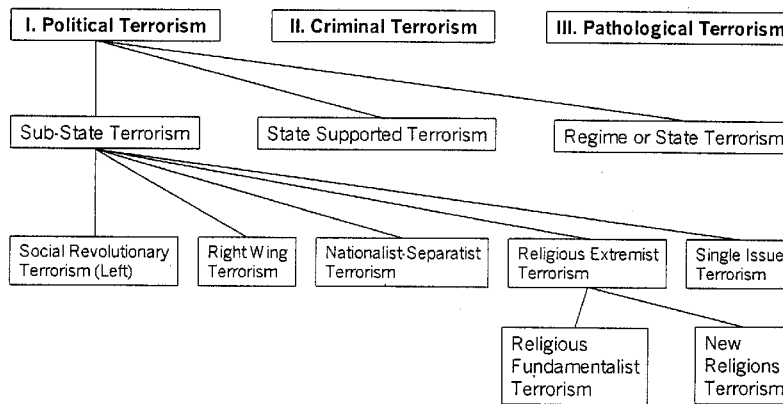 I. Political Terrorism
II. Criminal Terrorism
III. Pathological Terrorism
Sub-State Terrorism
State Supported Terrorism
Regime or State Terrorism
Social Revolutionary
Terrorism (Left)
Right Wing
Terrorism
Nationalist-Separatist
Terrorism
Religious Extremist
Terrorism
Single Issue
Terrorism
Religious
Fundamentalist
Terrorism
New
Religions
Terrorism